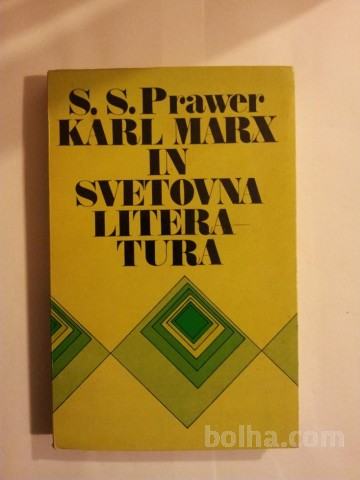 S. S. Prawer
KARL MARX
IN
SVETOVNA
LITERA-
TURA
bolha.com